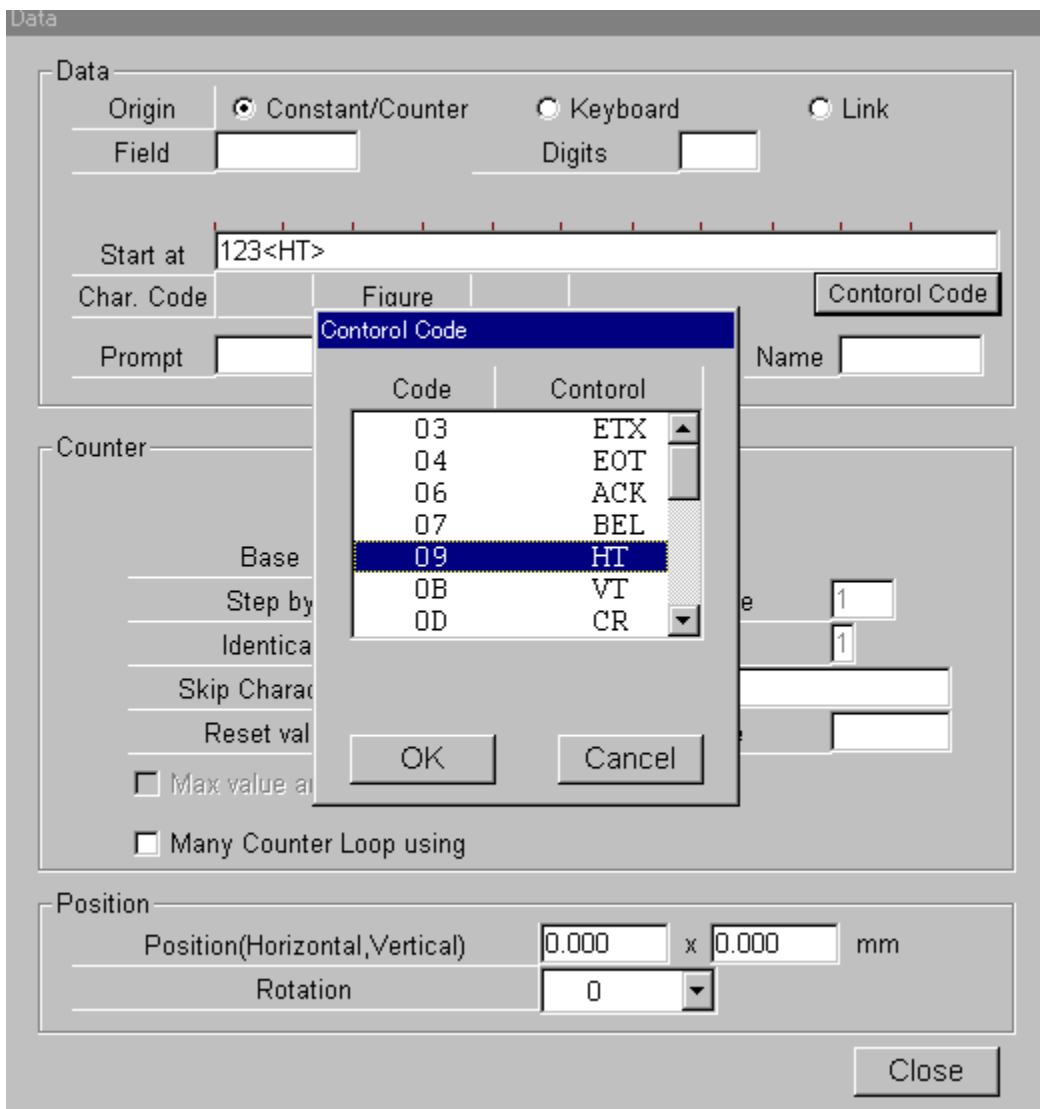 Data
Data
Origin Constant/Counter Keyboard Link
Field Digits
Start at 123<HT>
Char. Code Figure Contorol Code
Prompt Name
Contorol Code
Code Contorol
03 ETX
04 EOT
06 ACK
07 BEL
09 HT
0B VT
0D CR
OK Cancel
Counter
Base
Step by e 1
Identica 1
Skip Charac
Reset val
Max value a
Many Counter Loop using
Position
Position(Horizontal,Vertical) 0.000 x 0.000 mm
Rotation 0
Close